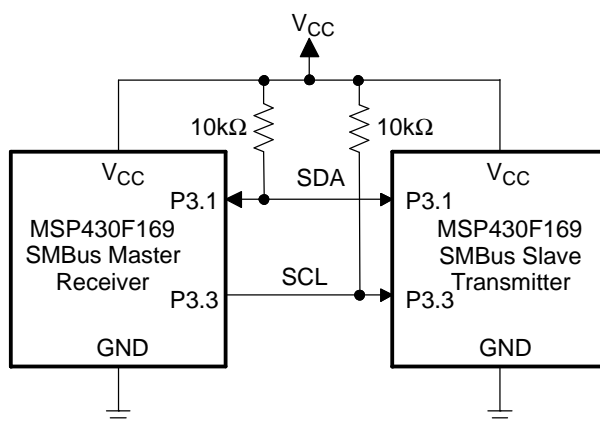 VCC
10kΩ
10kΩ
VCC
P3.1
MSP430F169
SMBus Master
Receiver
P3.3
GND
SDA
SCL
VCC
P3.1
MSP430F169
SMBus Slave
Transmitter
P3.3
GND